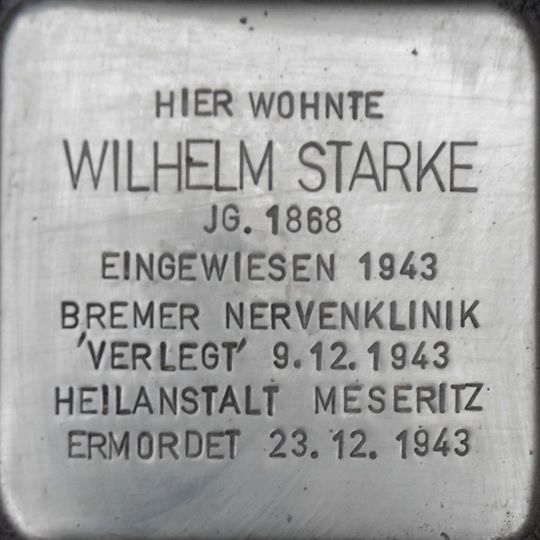 HIER WOHNTE
WILHELM STARKE
JG. 1868
EINGEWIESEN 1943
BREMER NERVENKLINIK
'VERLEGT' 9.12.1943
HEILANSTALT MESERITZ
ERMORDET 23.12.1943